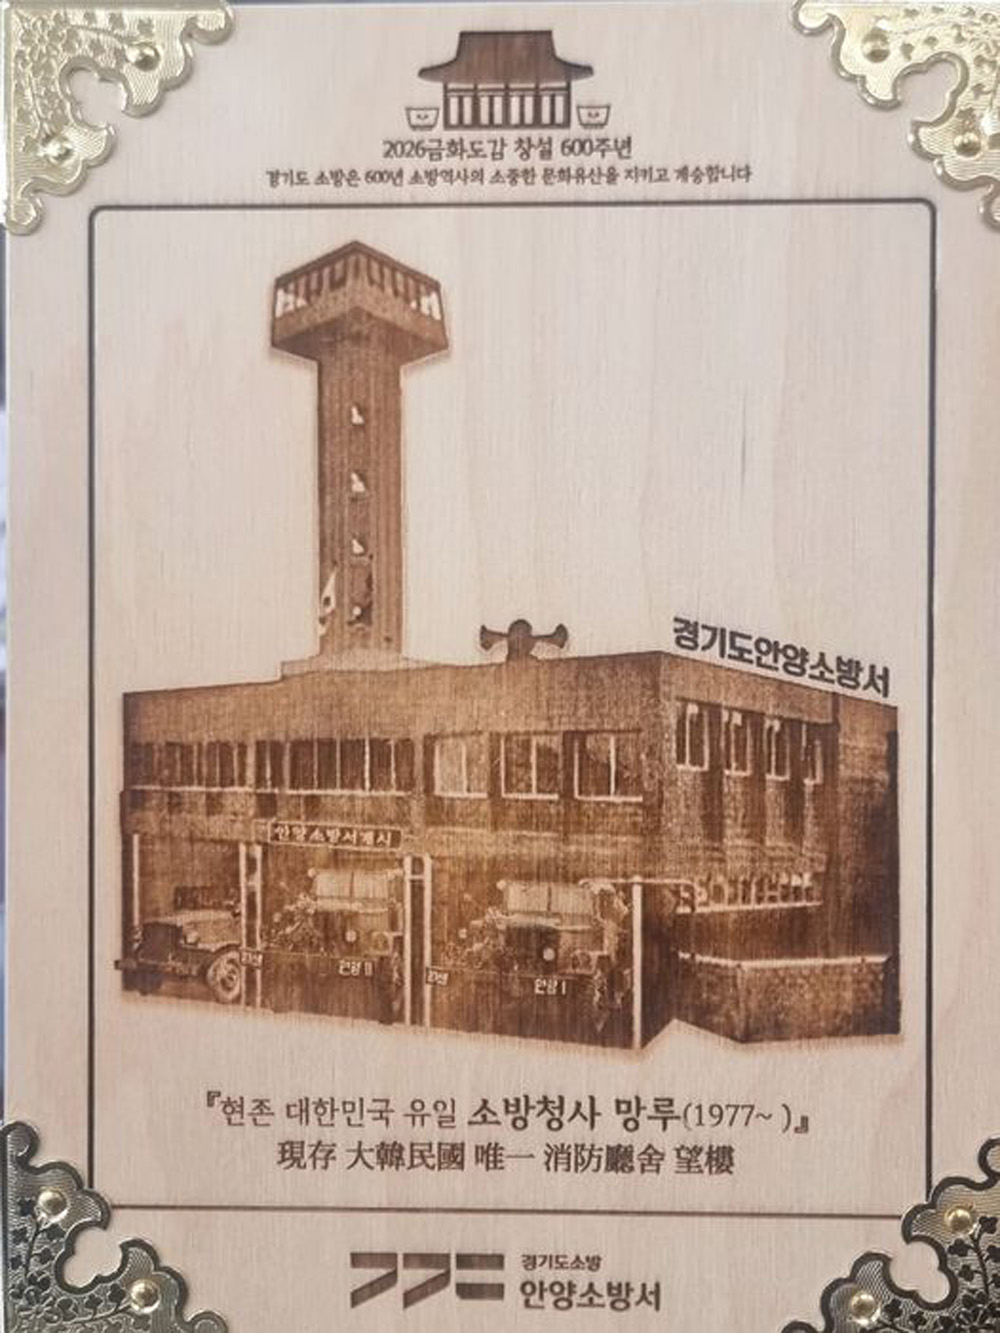 2026금화도감 창설 600주년
경기도 소방은 600년 소방역사의 소중한 문화유산을 지키고 계승합니다
경기도안양소방서
안양소방서
안양 II
안양 I
『현존 대한민국 유일 소방청사 망루(1977~ )』
現存 大韓民國 唯一 消防廳舍 望樓
경기도소방
안양소방서